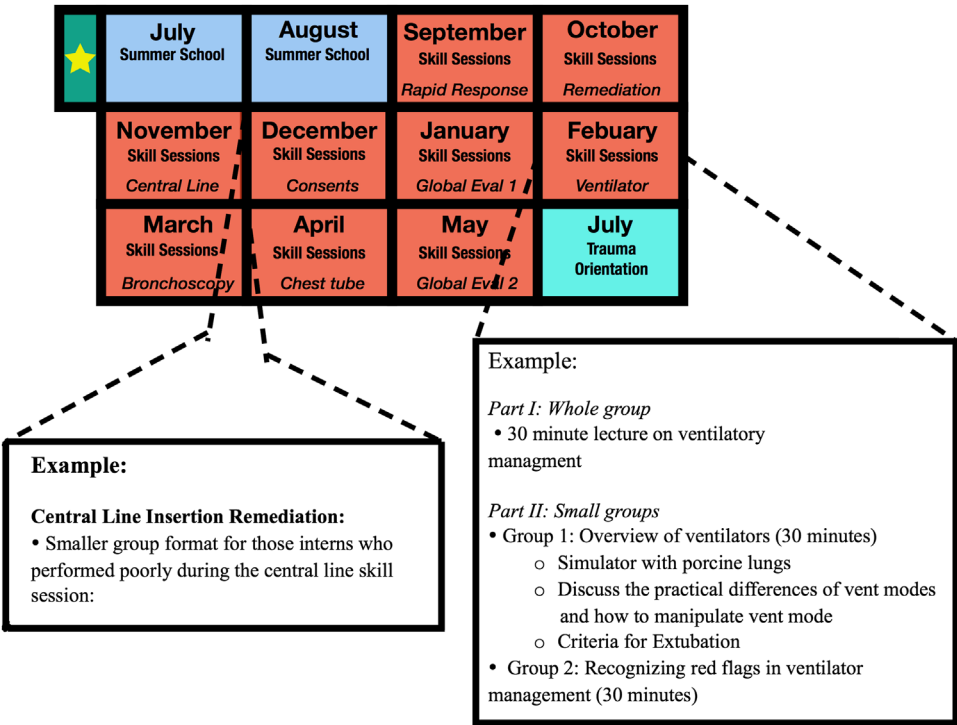 July
Summer School
August
Summer School
September
Skill Sessions
Rapid Response
October
Skill Sessions
Remediation
November
Skill Sessions
Central Line
December
Skill Sessions
Consents
January
Skill Sessions
Global Eval 1
Febuary
Skill Sessions
Ventilator
March
Skill Sessions
Bronchoscopy
April
Skill Sessions
Chest tube
May
Skill Sessions
Global Eval 2
July
Trauma
Orientation
Example:
Central Line Insertion Remediation:
• Smaller group format for those interns who
performed poorly during the central line skill
session:
Example:
Part I: Whole group
• 30 minute lecture on ventilatory
managment
Part II: Small groups
• Group 1: Overview of ventilators (30 minutes)
o Simulator with porcine lungs
o Discuss the practical differences of vent modes
and how to manipulate vent mode
o Criteria for Extubation
• Group 2: Recognizing red flags in ventilator
management (30 minutes)